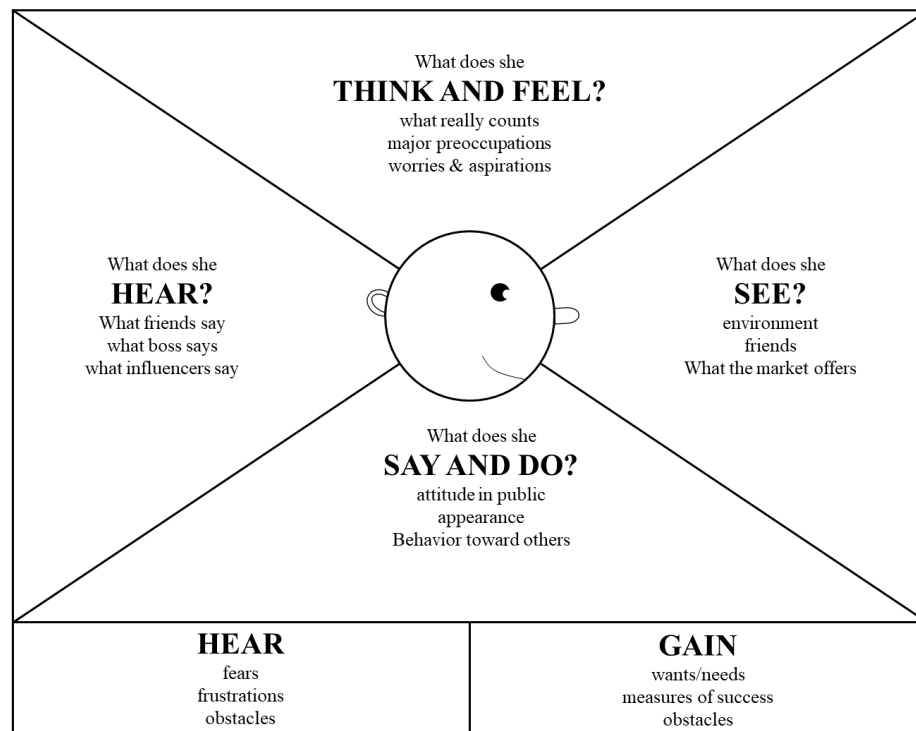 What does she
THINK AND FEEL?
what really counts
major preoccupations
worries & aspirations
What does she
HEAR?
What friends say
what boss says
what influencers say
What does she
SEE?
environment
friends
What the market offers
What does she
SAY AND DO?
attitude in public
appearance
Behavior toward others
HEAR
fears
frustrations
obstacles
GAIN
wants/needs
measures of success
obstacles